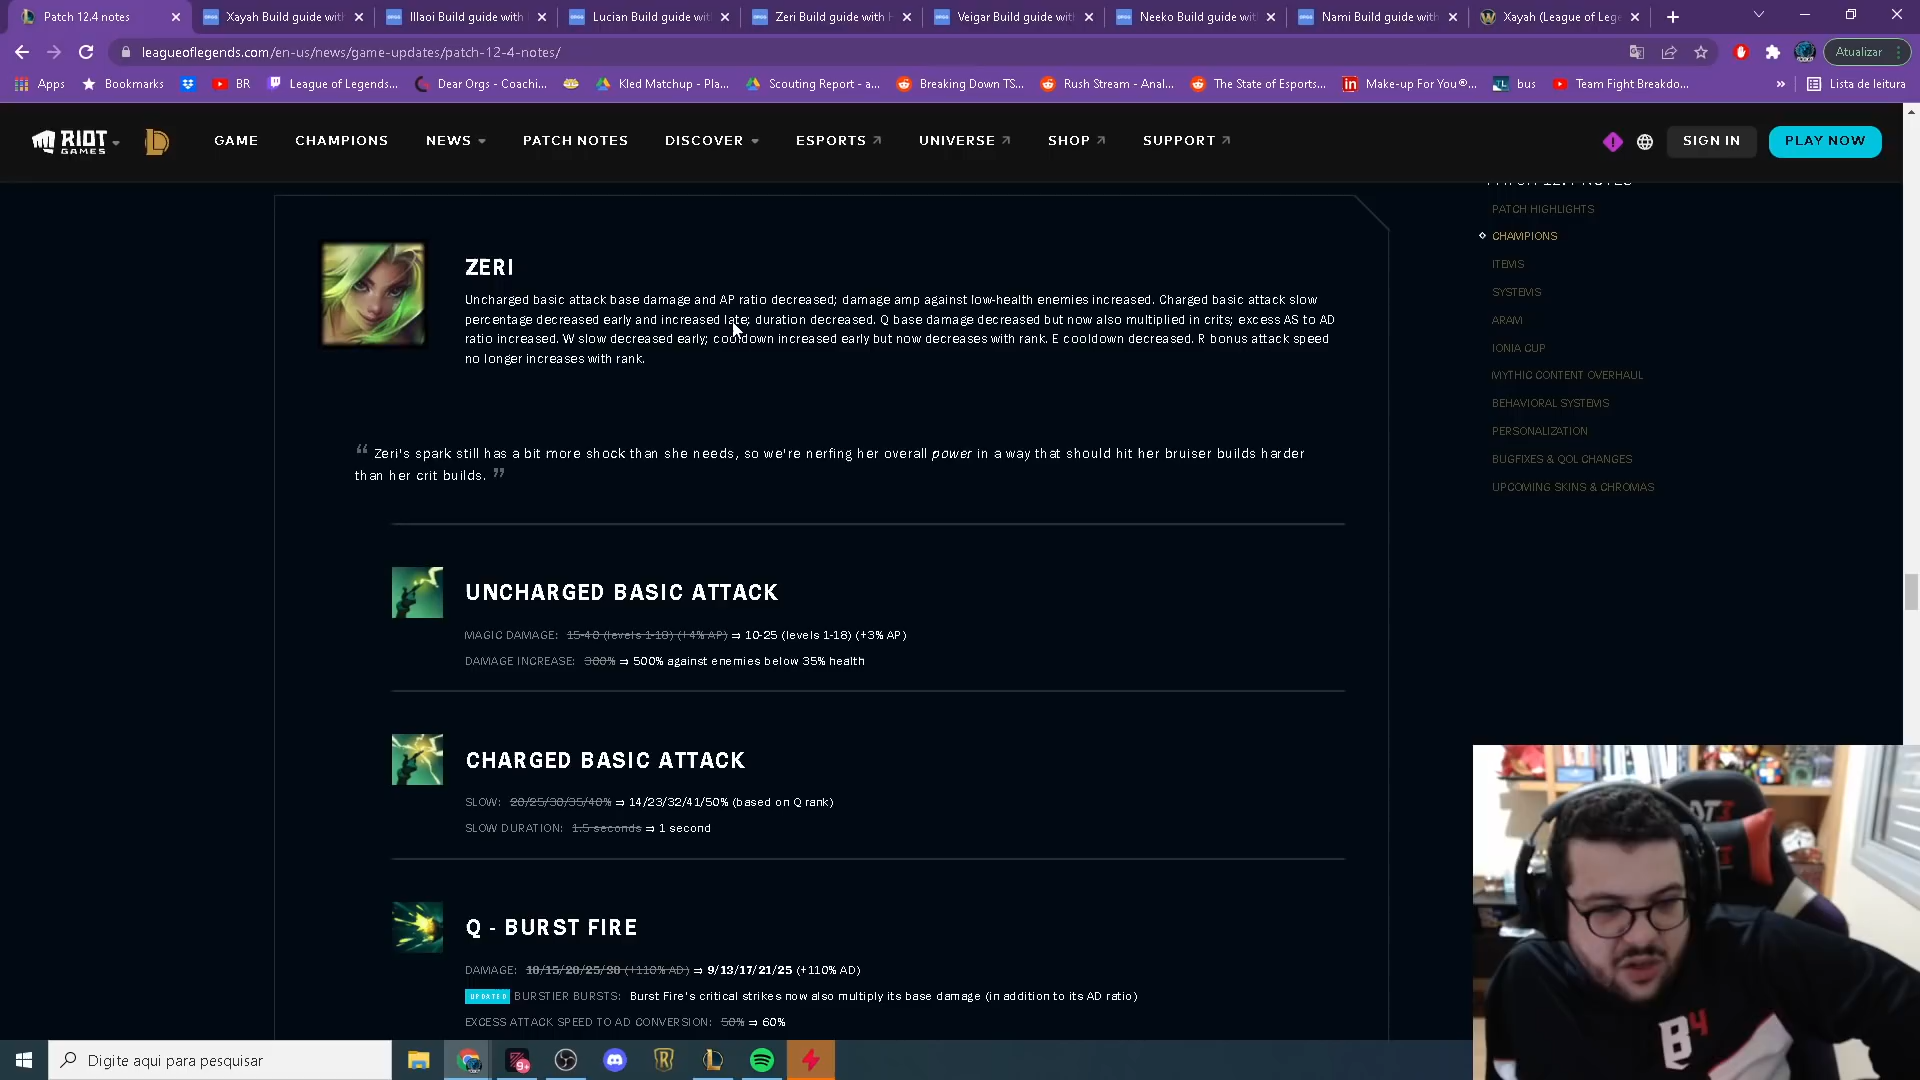 Patch 12.4 notes
Xayah Build guide with
Illaoi Build guide with
Lucian Build guide wit
Zeri Build guide with
Veigar Build guide wit
Neeko Build guide wit
Nami Build guide with
Xayah (League of Lege
leagueoflegends.com/en-us/news/game-updates/patch-12-4-notes/
Atualizar
Apps
Bookmarks
BR
League of Legends...
Dear Orgs - Coachi...
Kled Matchup - Pla...
Scouting Report - a...
Breaking Down TS...
Rush Stream - Anal...
The State of Esports...
Make-up For You ®...
bus
Team Fight Breakdo...
»
Lista de leitura
RIOT GAMES
GAME
CHAMPIONS
NEWS
PATCH NOTES
DISCOVER
ESPORTS
UNIVERSE
SHOP
SUPPORT
SIGN IN
PLAY NOW
PATCH HIGHLIGHTS
CHAMPIONS
ITEMS
SYSTEMS
ARAM
IONIA CUP
MYTHIC CONTENT OVERHAUL
BEHAVIORAL SYSTEMS
PERSONALIZATION
BUGFIXES & QOL CHANGES
UPCOMING SKINS & CHROMAS
ZERI
Uncharged basic attack base damage and AP ratio decreased; damage amp against low-health enemies increased. Charged basic attack slow
percentage decreased early and increased late; duration decreased. Q base damage decreased but now also multiplied in crits; excess AS to AD
ratio increased. W slow decreased early; cooldown increased early but now decreases with rank. E cooldown decreased. R bonus attack speed
no longer increases with rank.
“ Zeri's spark still has a bit more shock than she needs, so we're nerfing her overall power in a way that should hit her bruiser builds harder
than her crit builds. ”
UNCHARGED BASIC ATTACK
MAGIC DAMAGE: 15-40 (levels 1-18) (+4% AP) ⇒ 10-25 (levels 1-18) (+3% AP)
DAMAGE INCREASE: 300% ⇒ 500% against enemies below 35% health
CHARGED BASIC ATTACK
SLOW: 20/25/30/35/40% ⇒ 14/23/32/41/50% (based on Q rank)
SLOW DURATION: 1.5 seconds ⇒ 1 second
Q - BURST FIRE
DAMAGE: 10/15/20/25/30 (+110% AD) ⇒ 9/13/17/21/25 (+110% AD)
UPDATED BURSTIER BURSTS: Burst Fire's critical strikes now also multiply its base damage (in addition to its AD ratio)
EXCESS ATTACK SPEED TO AD CONVERSION: 50% ⇒ 60%
B4
Digite aqui para pesquisar
9+